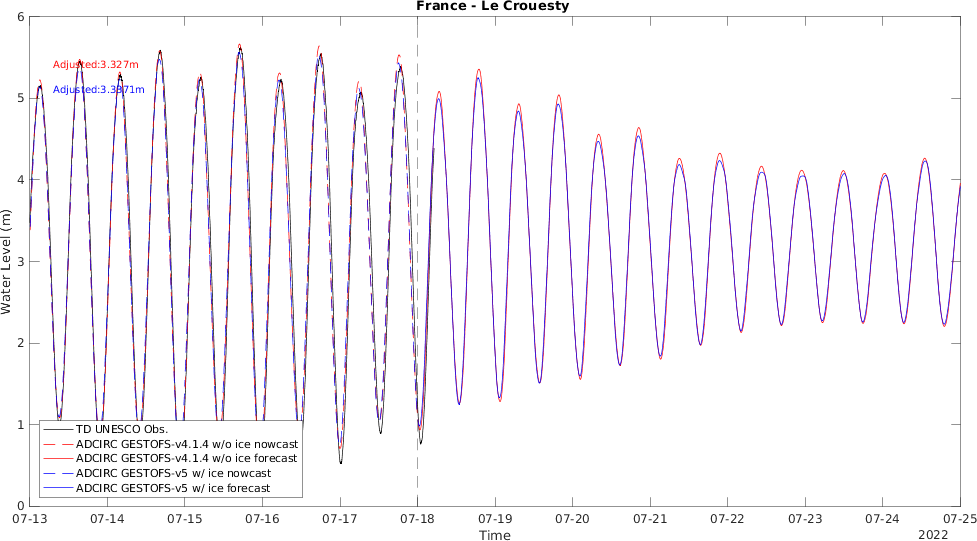 France - Le Crouesty
6
5
4
3
2
1
0
Water Level (m)
Adjusted:3.327m
Adjusted:3.3371m
TD UNESCO Obs.
ADCIRC GESTOFS-v4.1.4 w/o ice nowcast
ADCIRC GESTOFS-v4.1.4 w/o ice forecast
ADCIRC GESTOFS-v5 w/ ice nowcast
ADCIRC GESTOFS-v5 w/ ice forecast
07-13 07-14 07-15 07-16 07-17 07-18 07-19 07-20 07-21 07-22 07-23 07-24 07-25
Time
2022